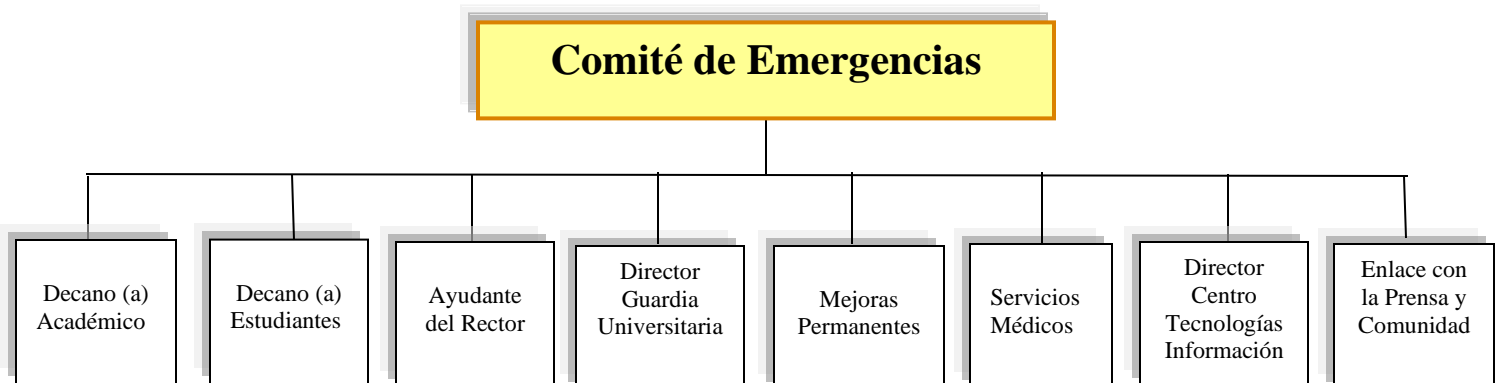 Comité de Emergencias
Decano (a)
Académico
Decano (a)
Estudiantes
Ayudante
del Rector
Director
Guardia
Universitaria
Mejoras
Permanentes
Servicios
Médicos
Director
Centro
Tecnologías
Información
Enlace con
la Prensa y
Comunidad